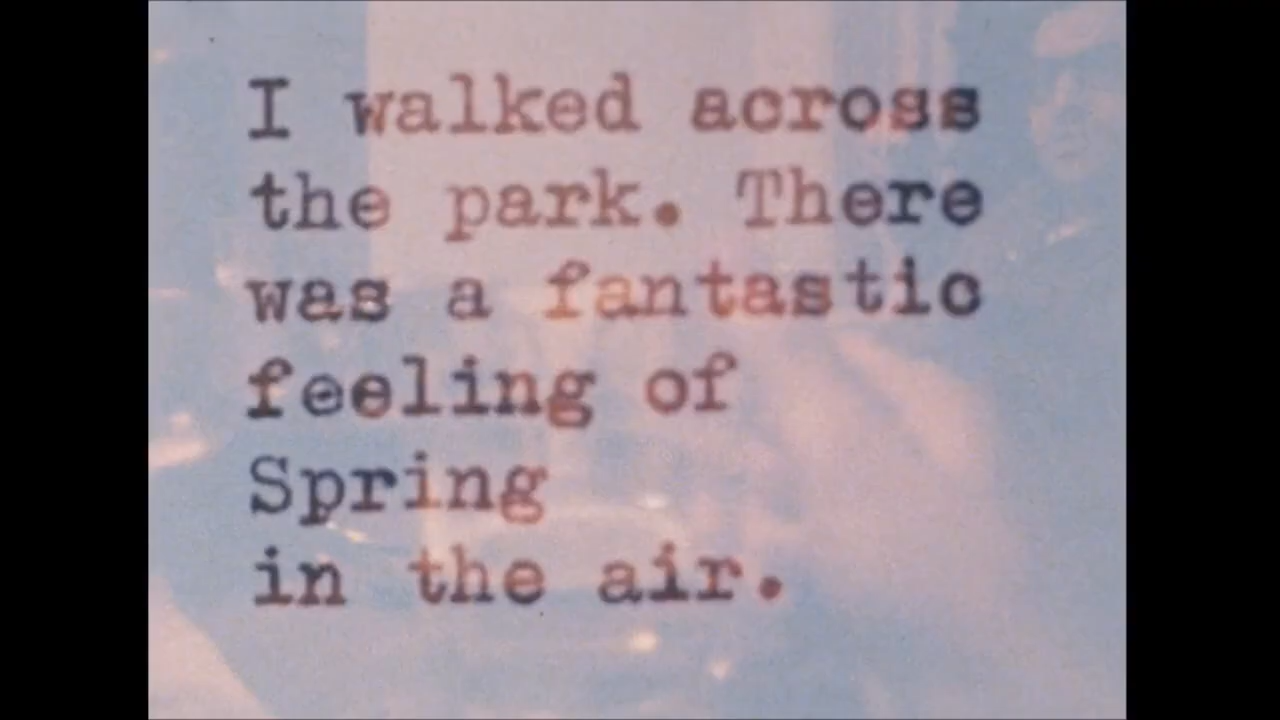 I walked across
the park. There
was a fantastic
feeling of
Spring
in the air.